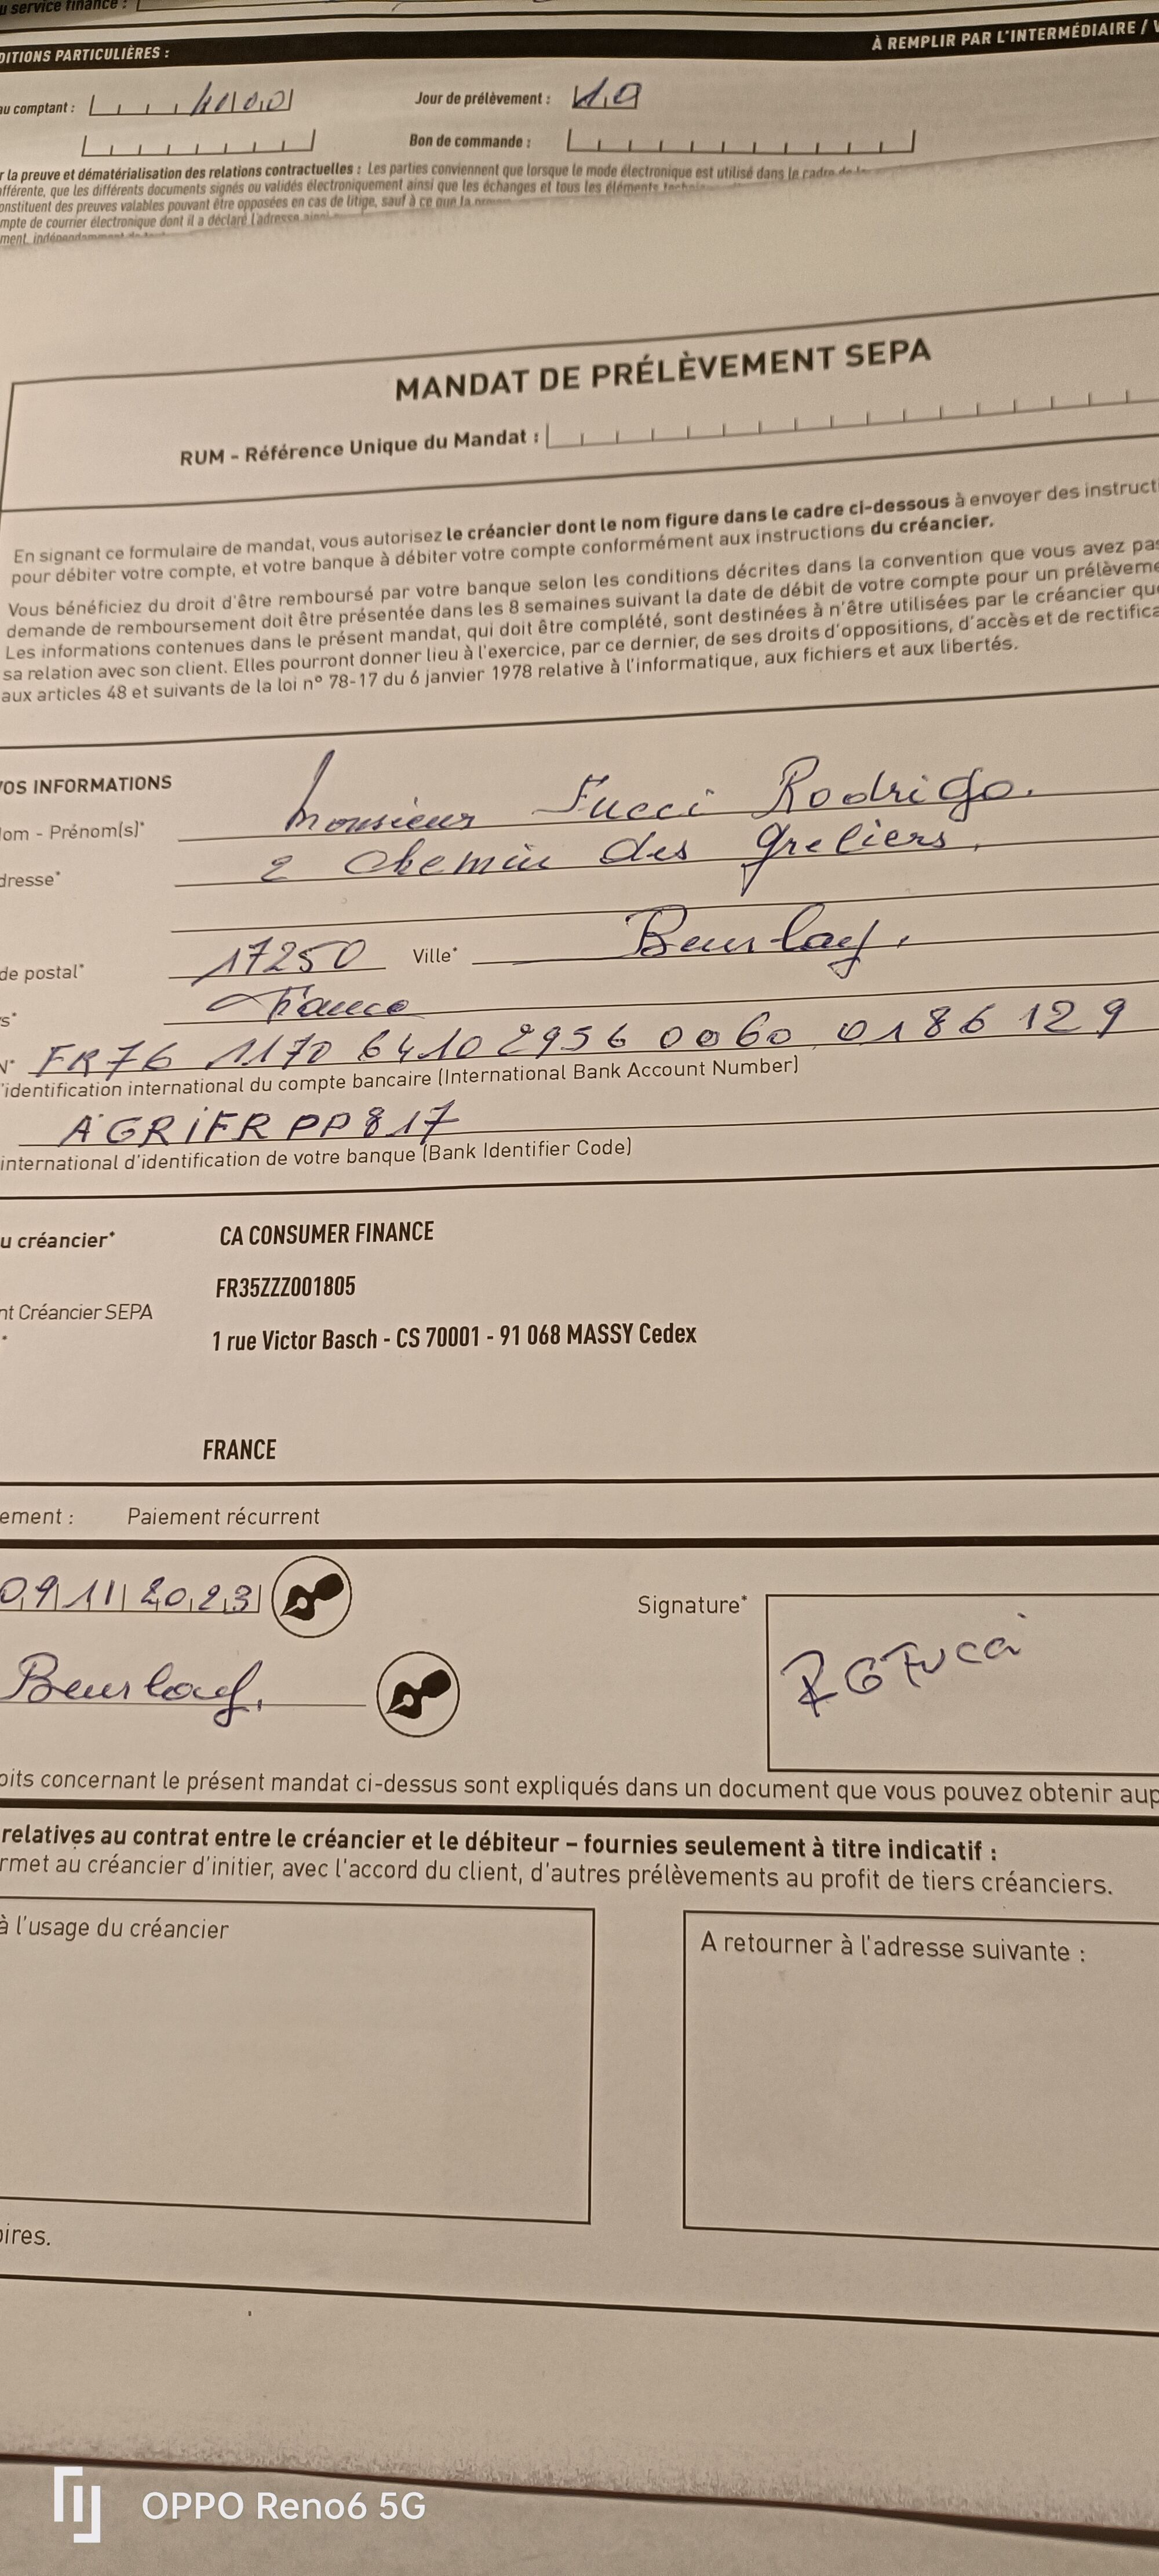 u service finance :
DITIONS PARTICULIÈRES :
À REMPLIR PAR L'INTERMÉDIAIRE / V
au comptant :
Jour de prélèvement :
Bon de commande :
r la preuve et dématérialisation des relations contractuelles : Les parties conviennent que lorsque le mode électronique est utilisé dans le cadre de
fférente, que les différents documents signés ou validés électroniquement ainsi que les échanges et tous les éléments
onstituent des preuves valables pouvant être opposées en cas de litige, sauf à ce que la
mpte de courrier électronique dont il a déclaré l'adresse
ment, indépendamment
MANDAT DE PRÉLÈVEMENT SEPA
RUM - Référence Unique du Mandat :
En signant ce formulaire de mandat, vous autorisez le créancier dont le nom figure dans le cadre ci-dessous à envoyer des instruct
pour débiter votre compte, et votre banque à débiter votre compte conformément aux instructions du créancier.
Vous bénéficiez du droit d'être remboursé par votre banque selon les conditions décrites dans la convention que vous avez pas
demande de remboursement doit être présentée dans les 8 semaines suivant la date de débit de votre compte pour un prélèveme
Les informations contenues dans le présent mandat, qui doit être complété, sont destinées à n'être utilisées par le créancier que
sa relation avec son client. Elles pourront donner lieu à l'exercice, par ce dernier, de ses droits d'oppositions, d'accès et de rectifica
aux articles 48 et suivants de la loi n° 78-17 du 6 janvier 1978 relative à l'informatique, aux fichiers et aux libertés.
VOS INFORMATIONS
Nom - Prénom(s)* Monsieur Fucci Rodrigo.
dresse* 2 Chemin des Greliers,
de postal* 17250 Ville* Beurlay,
s* France
N* FR76 1170 6410 2956 0060 0186 129
'identification international du compte bancaire (International Bank Account Number)
AGRIFRPP817
international d'identification de votre banque (Bank Identifier Code)
u créancier* CA CONSUMER FINANCE
FR35ZZZ001805
nt Créancier SEPA
1 rue Victor Basch - CS 70001 - 91 068 MASSY Cedex
FRANCE
ement : Paiement récurrent
09 11 2023
Signature*
Beurlay,
RG Fucci
oits concernant le présent mandat ci-dessus sont expliqués dans un document que vous pouvez obtenir aup
relatives au contrat entre le créancier et le débiteur – fournies seulement à titre indicatif :
rmet au créancier d'initier, avec l'accord du client, d'autres prélèvements au profit de tiers créanciers.
à l'usage du créancier
A retourner à l'adresse suivante :
oires.
OPPO Reno6 5G